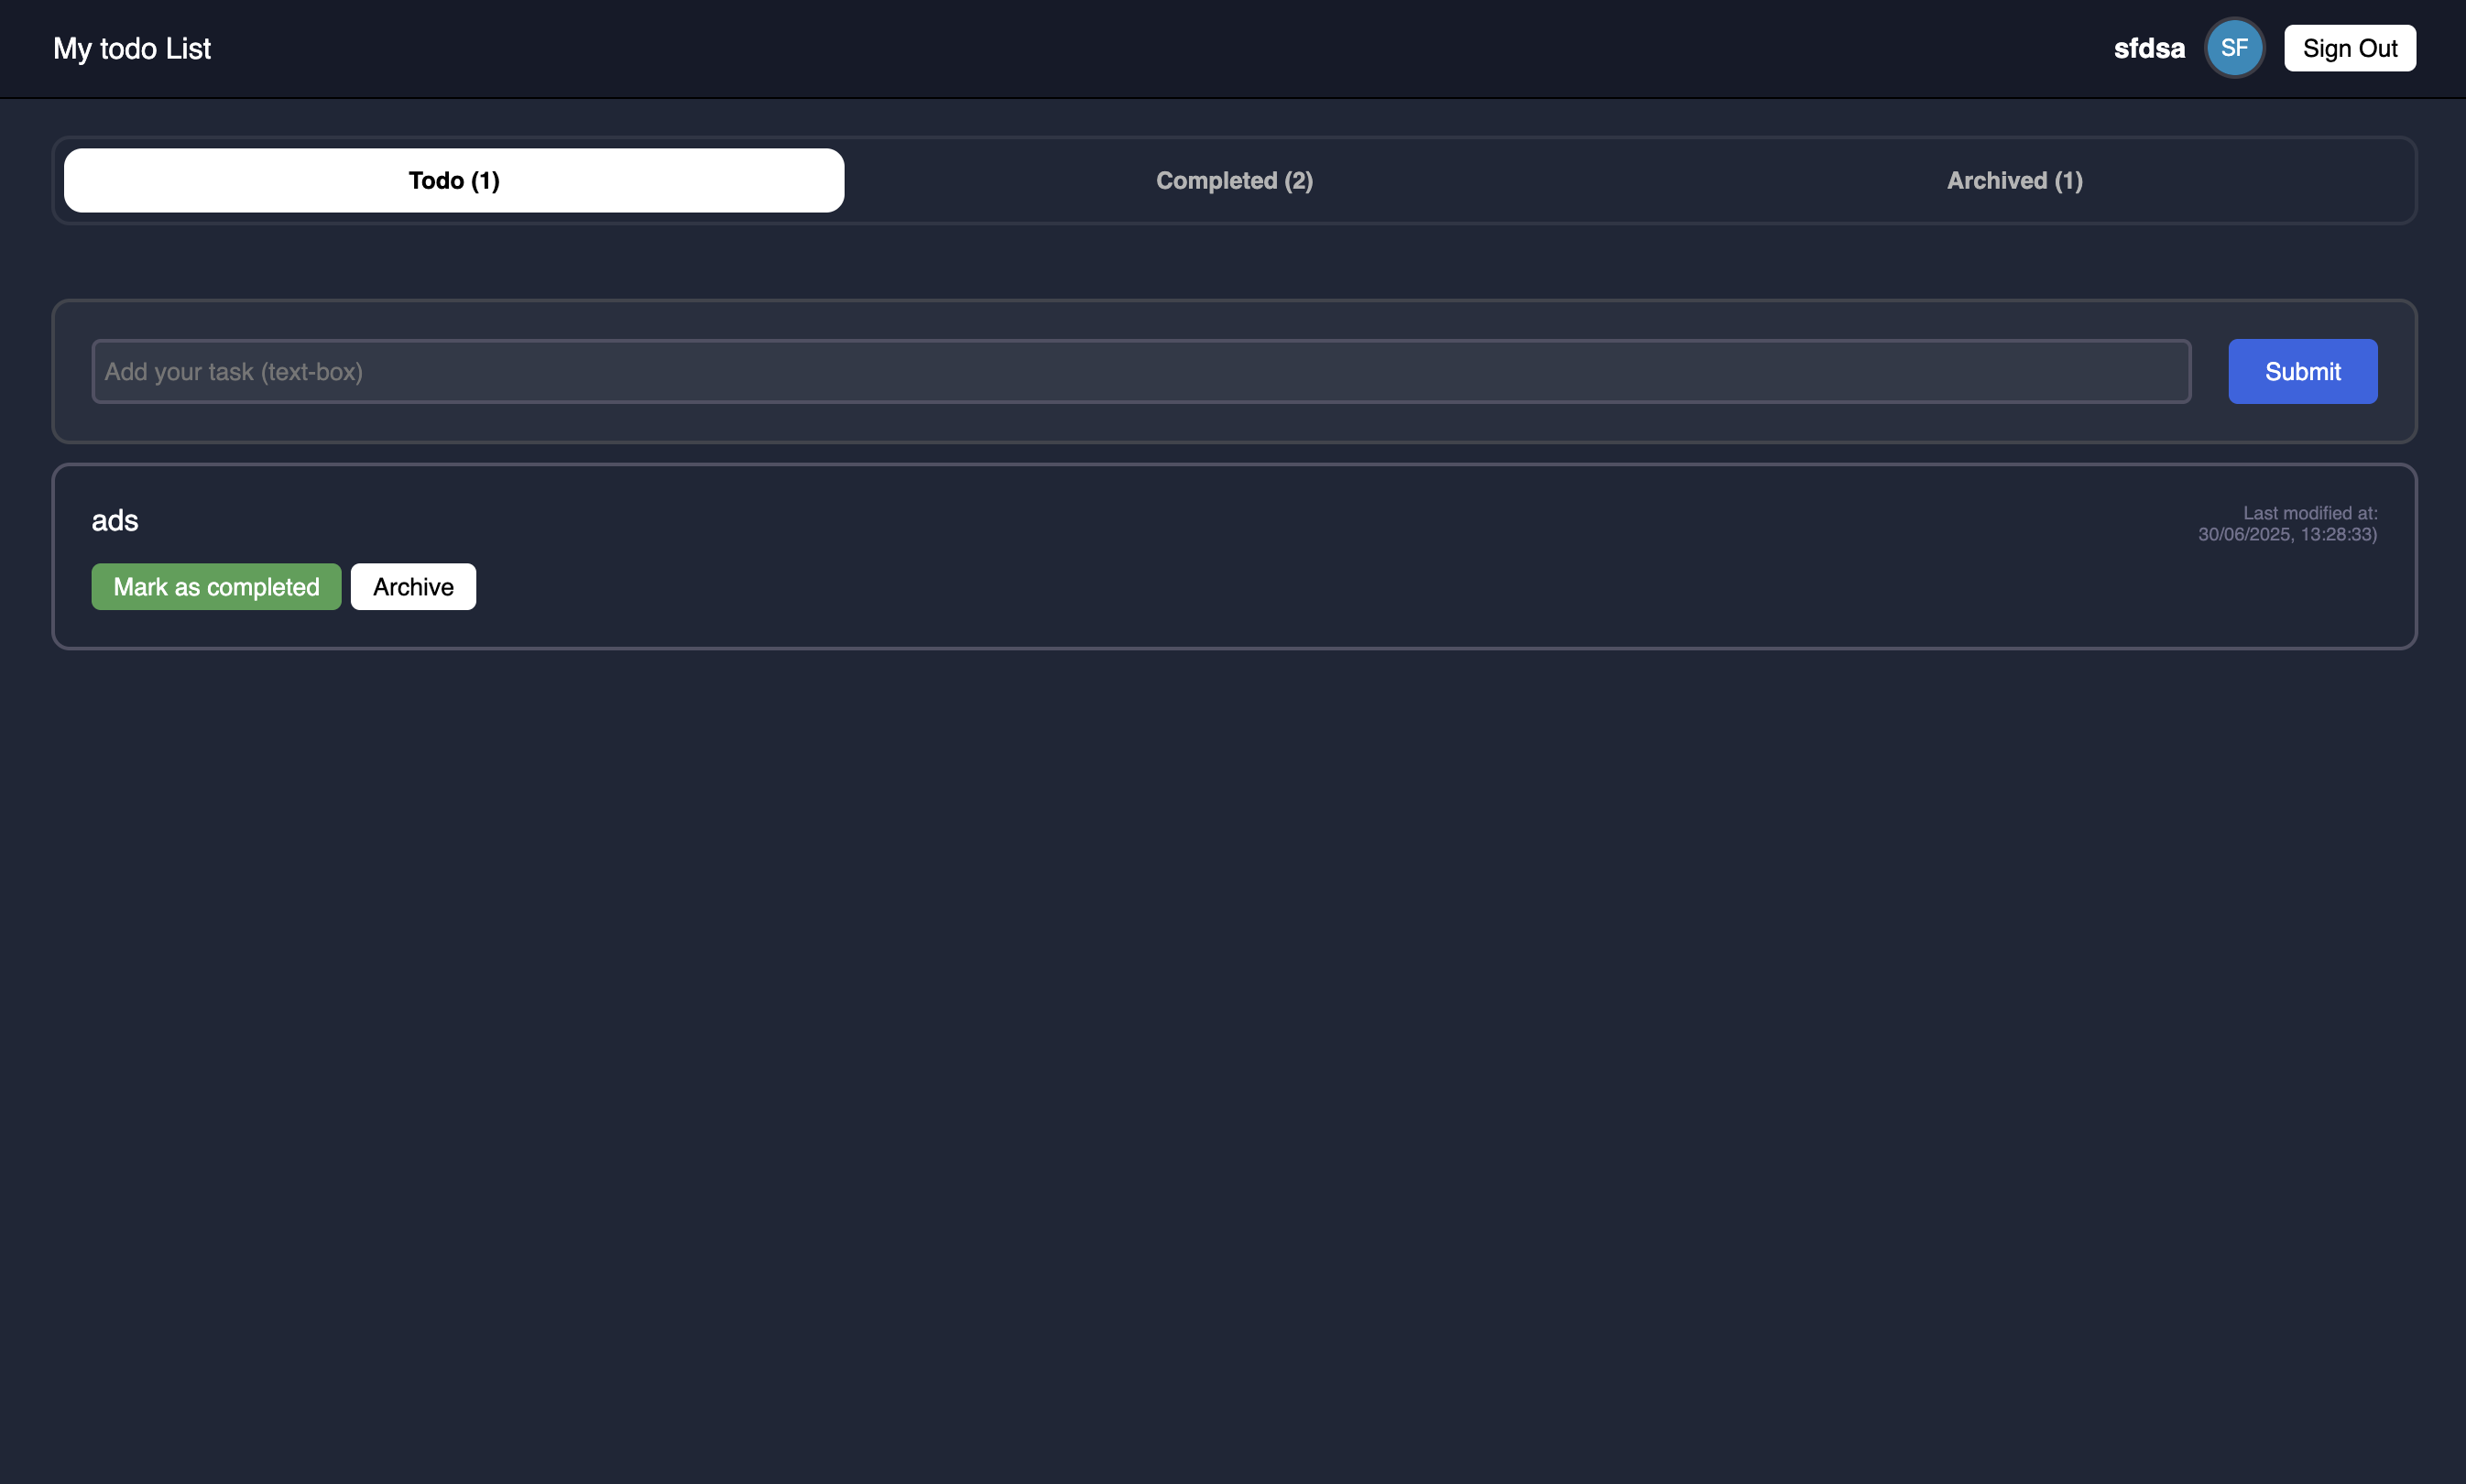 My todo List
sfdsa
SF
Sign Out
Todo (1)
Completed (2)
Archived (1)
Add your task (text-box)
Submit
ads
Last modified at:
30/06/2025, 13:28:33)
Mark as completed
Archive